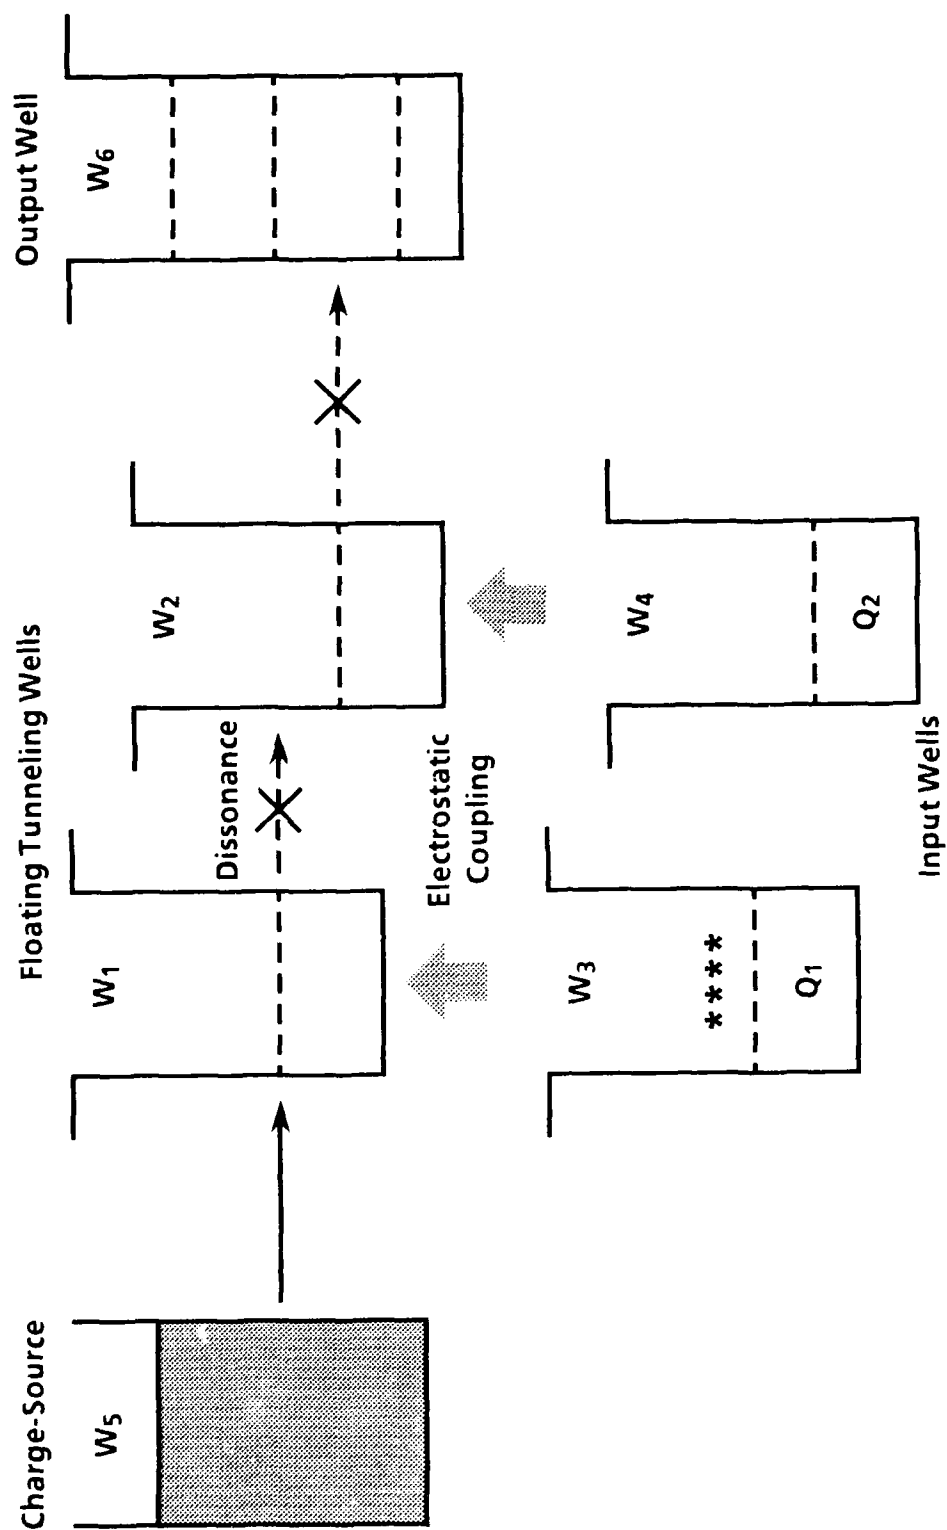 Floating Tunneling Wells
Charge-Source
Output Well
W5
W1
W2
W6
Dissonance
Electrostatic
Coupling
W3
W4
****
Q1
Q2
Input Wells